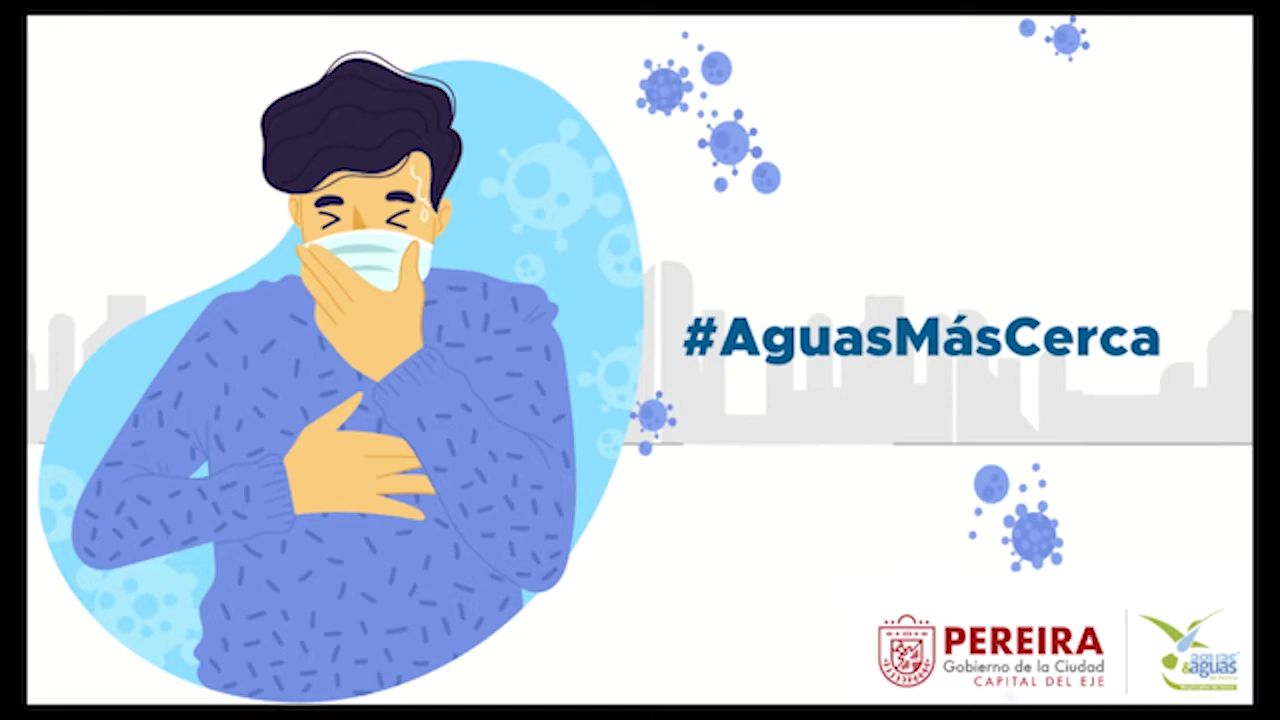 #AguasMásCerca
PEREIRA
Gobierno de la Ciudad
CAPITAL DEL EJE
aguas
&aguas